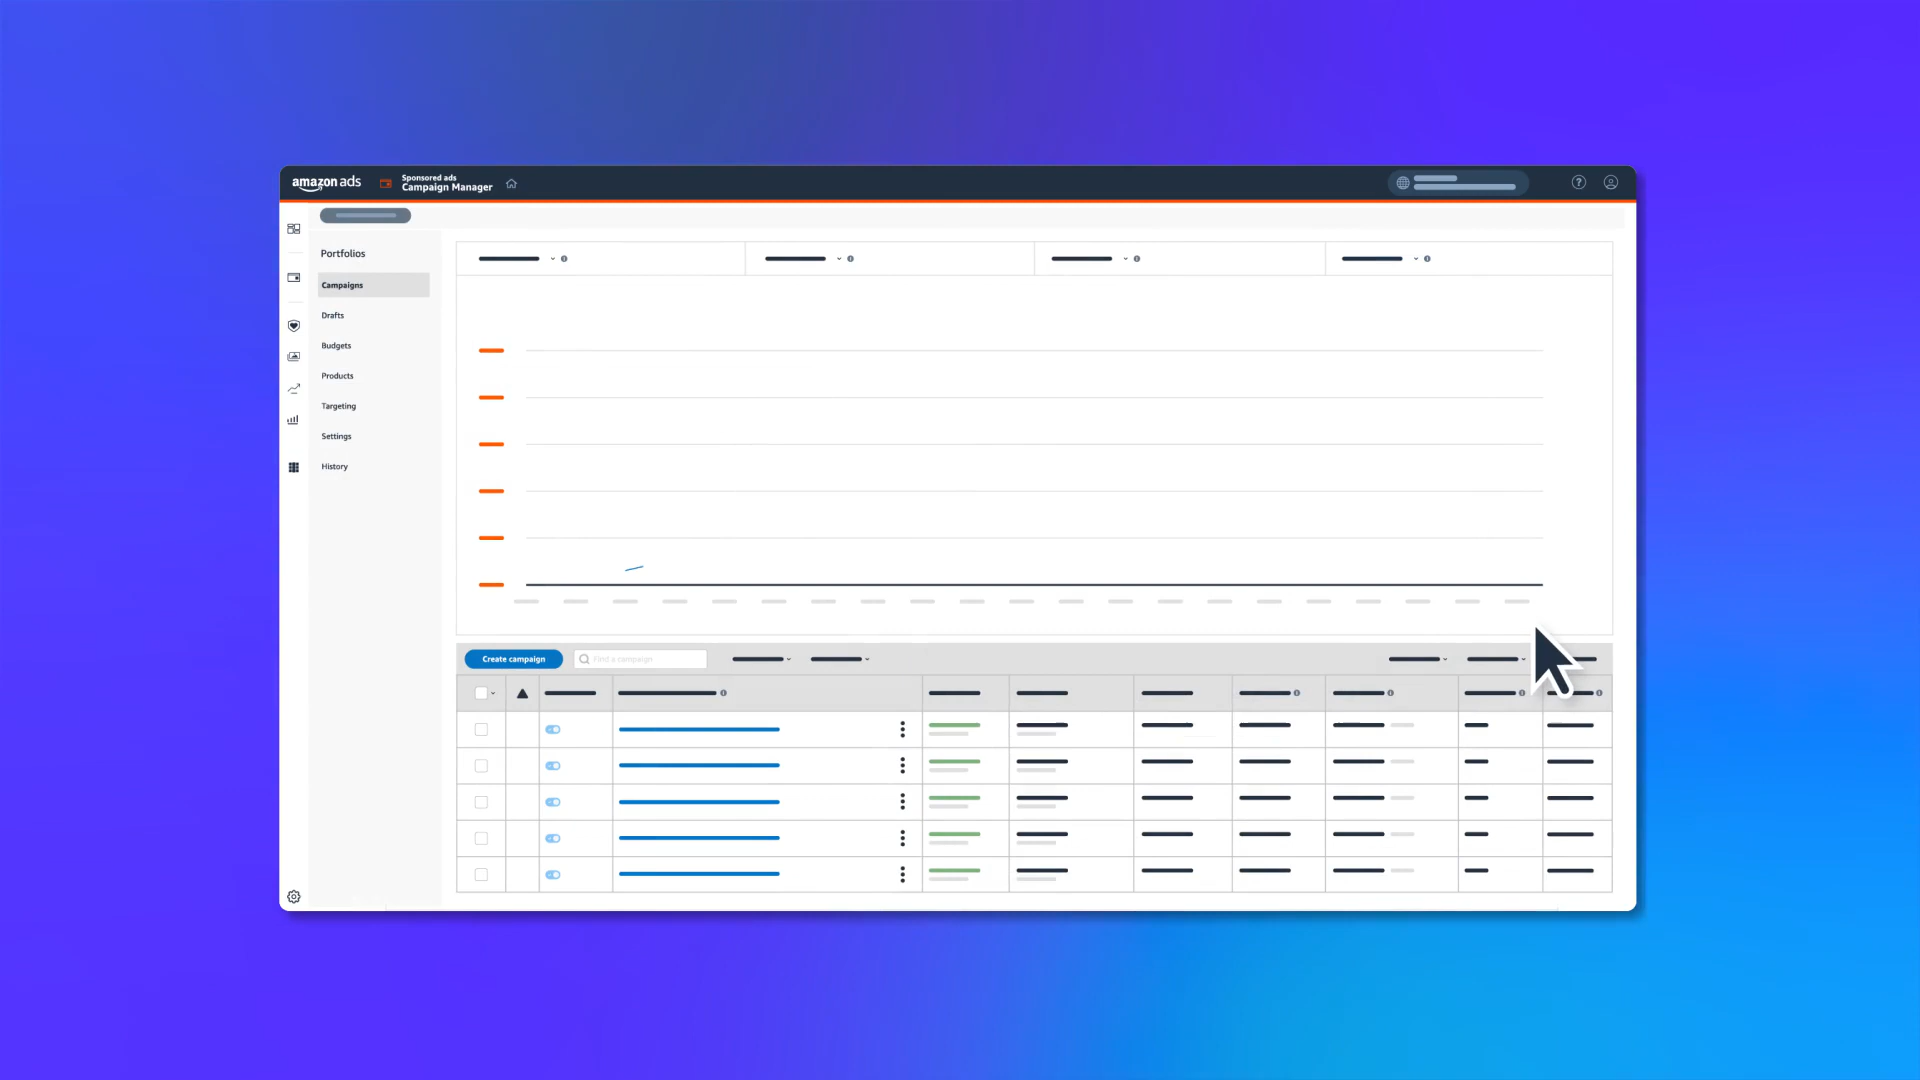 amazon ads
Sponsored ads
Campaign Manager
Portfolios
Campaigns
Drafts
Budgets
Products
Targeting
Settings
History
Create campaign
Find a campaign